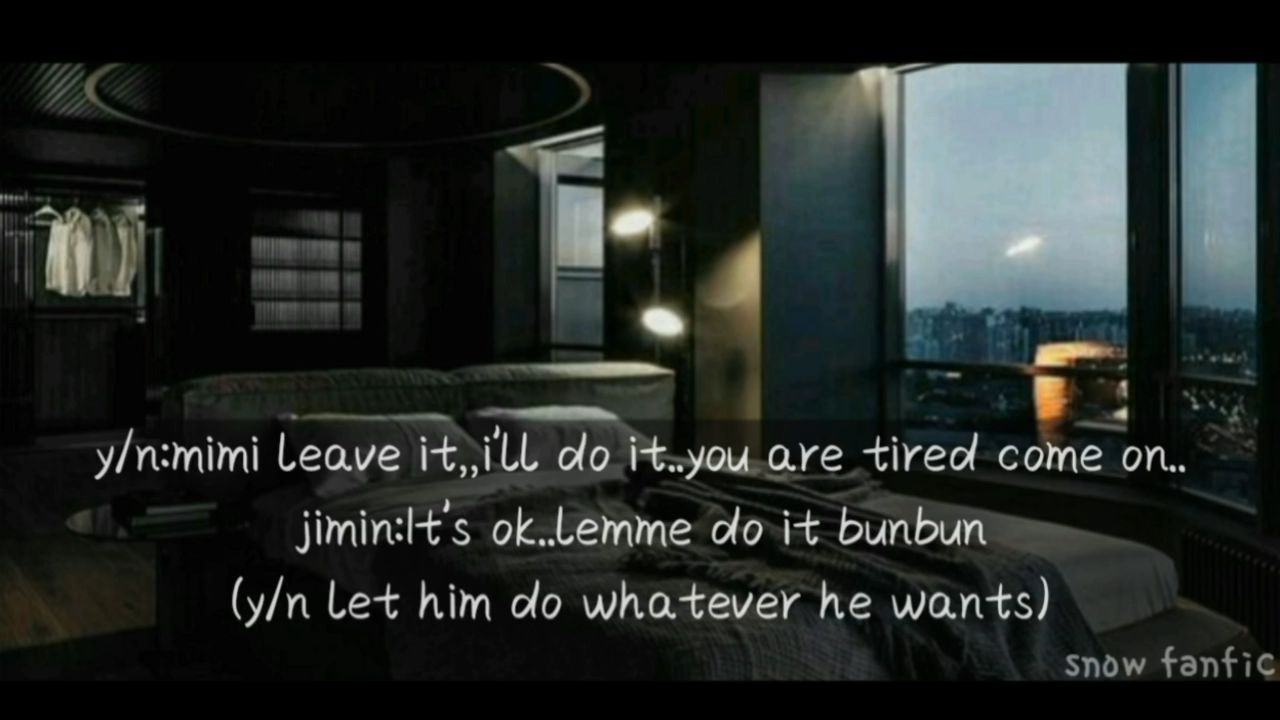 y/n:mimi leave it,,i'll do it..you are tired come on..
jimin:It's ok..Lemme do it bunbun
(y/n let him do whatever he wants)
snow fanfic